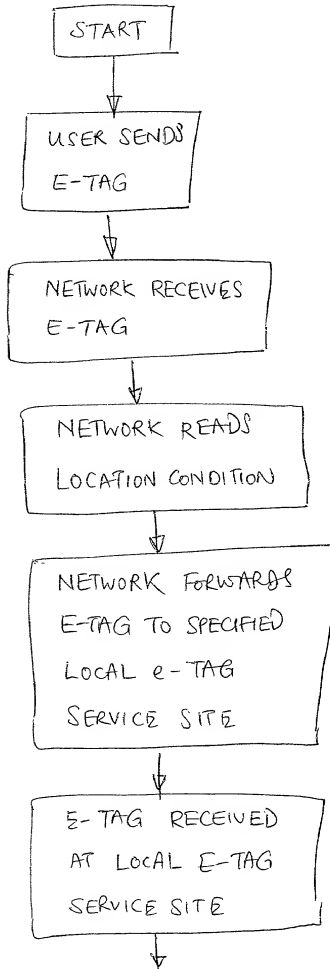 START
USER SENDS
E-TAG
NETWORK RECEIVES
E-TAG
NETWORK READS
LOCATION CONDITION
NETWORK FORWARDS
E-TAG TO SPECIFIED
LOCAL e-TAG
SERVICE SITE
E-TAG RECEIVED
AT LOCAL E-TAG
SERVICE SITE